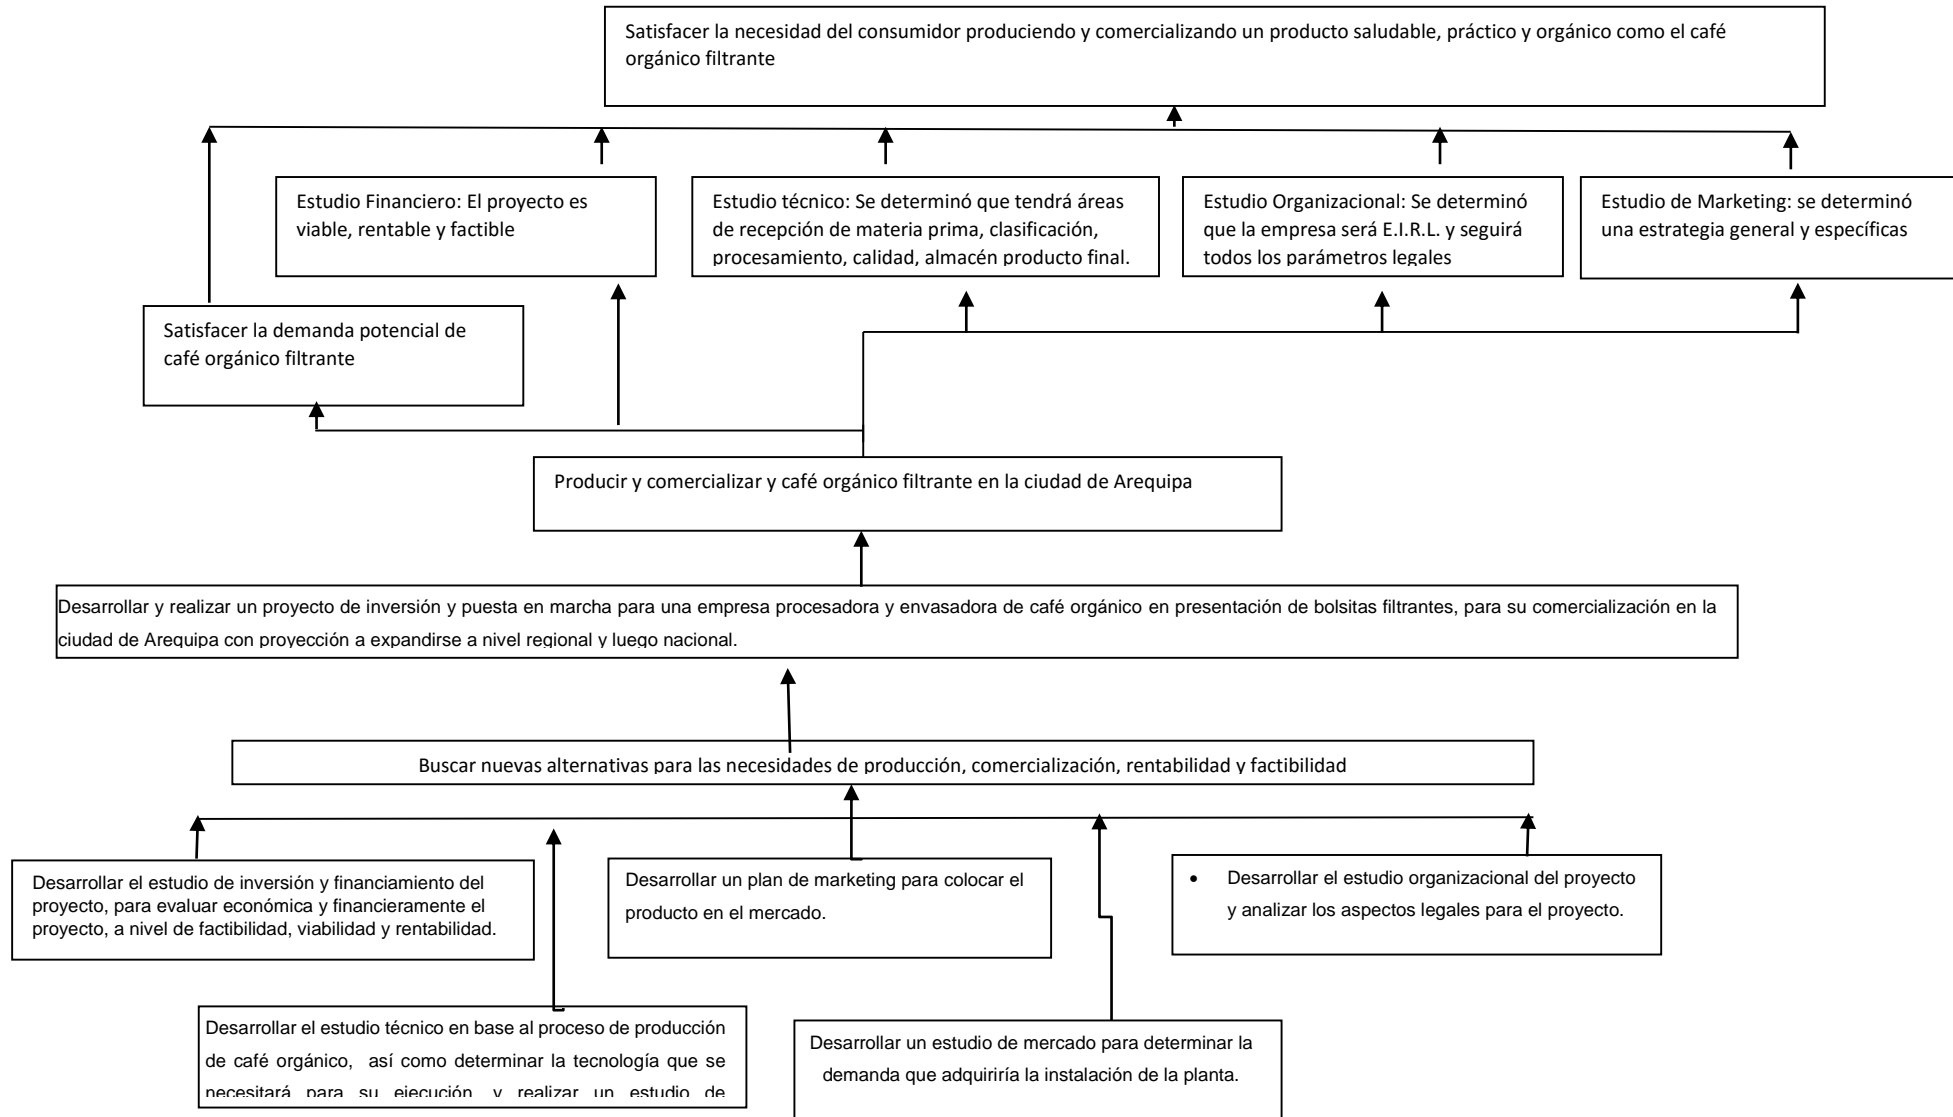 Satisfacer la necesidad del consumidor produciendo y comercializando un producto saludable, práctico y orgánico como el café
orgánico filtrante
Estudio Financiero: El proyecto es
viable, rentable y factible
Estudio técnico: Se determinó que tendrá áreas
de recepción de materia prima, clasificación,
procesamiento, calidad, almacén producto final.
Estudio Organizacional: Se determinó
que la empresa será E.I.R.L. y seguirá
todos los parámetros legales
Estudio de Marketing: se determinó
una estrategia general y específicas
Satisfacer la demanda potencial de
café orgánico filtrante
Producir y comercializar y café orgánico filtrante en la ciudad de Arequipa
Desarrollar y realizar un proyecto de inversión y puesta en marcha para una empresa procesadora y envasadora de café orgánico en presentación de bolsitas filtrantes, para su comercialización en la
ciudad de Arequipa con proyección a expandirse a nivel regional y luego nacional.
Buscar nuevas alternativas para las necesidades de producción, comercialización, rentabilidad y factibilidad
Desarrollar el estudio de inversión y financiamiento del
proyecto, para evaluar económica y financieramente el
proyecto, a nivel de factibilidad, viabilidad y rentabilidad.
Desarrollar un plan de marketing para colocar el
producto en el mercado.
• Desarrollar el estudio organizacional del proyecto
y analizar los aspectos legales para el proyecto.
Desarrollar el estudio técnico en base al proceso de producción
de café orgánico, así como determinar la tecnología que se
necesitará para su ejecución y realizar un estudio de
Desarrollar un estudio de mercado para determinar la
demanda que adquiriría la instalación de la planta.